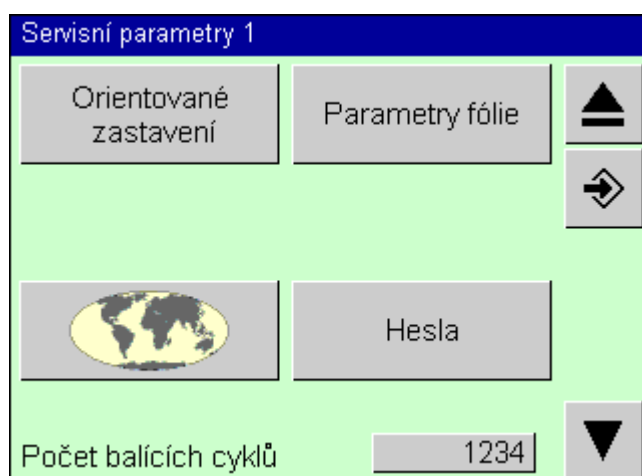 Servisní parametry 1
Orientované
zastavení
Parametry fólie
Hesla
Počet balících cyklů 1234